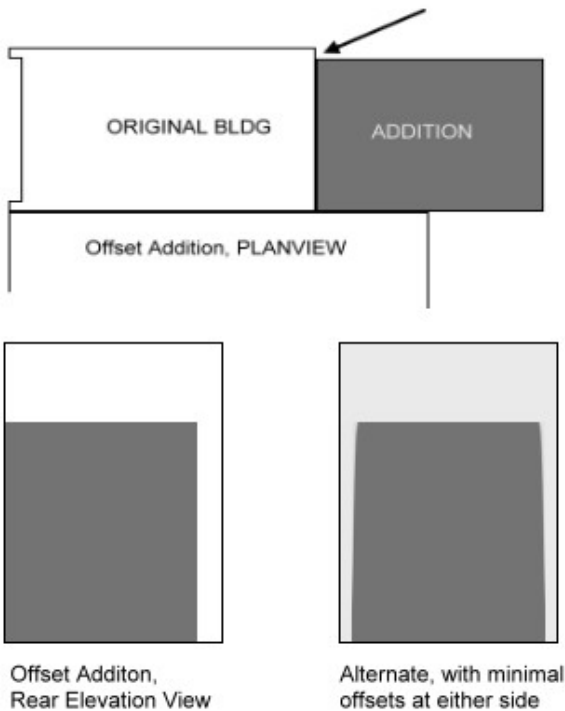 ORIGINAL BLDG
ADDITION
Offset Addition, PLANVIEW
Offset Additon,
Rear Elevation View
Alternate, with minimal
offsets at either side